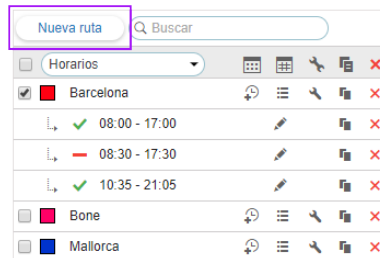 Nueva ruta Buscar
Horarios
Barcelona
08:00 - 17:00
08:30 - 17:30
10:35 - 21:05
Bone
Mallorca